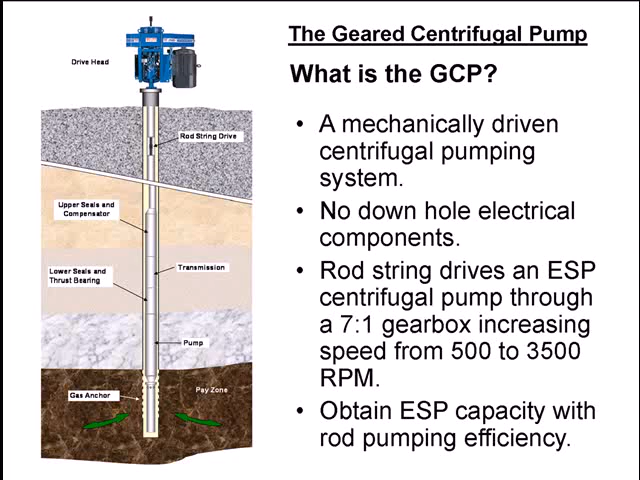 The Geared Centrifugal Pump
What is the GCP?
• A mechanically driven
centrifugal pumping
system.
• No down hole electrical
components.
• Rod string drives an ESP
centrifugal pump through
a 7:1 gearbox increasing
speed from 500 to 3500
RPM.
• Obtain ESP capacity with
rod pumping efficiency.
Drive Head
Rod String Drive
Upper Seals and
Compensator
Lower Seals and
Thrust Bearing
Transmission
Pump
Gas Anchor
Pay Zone